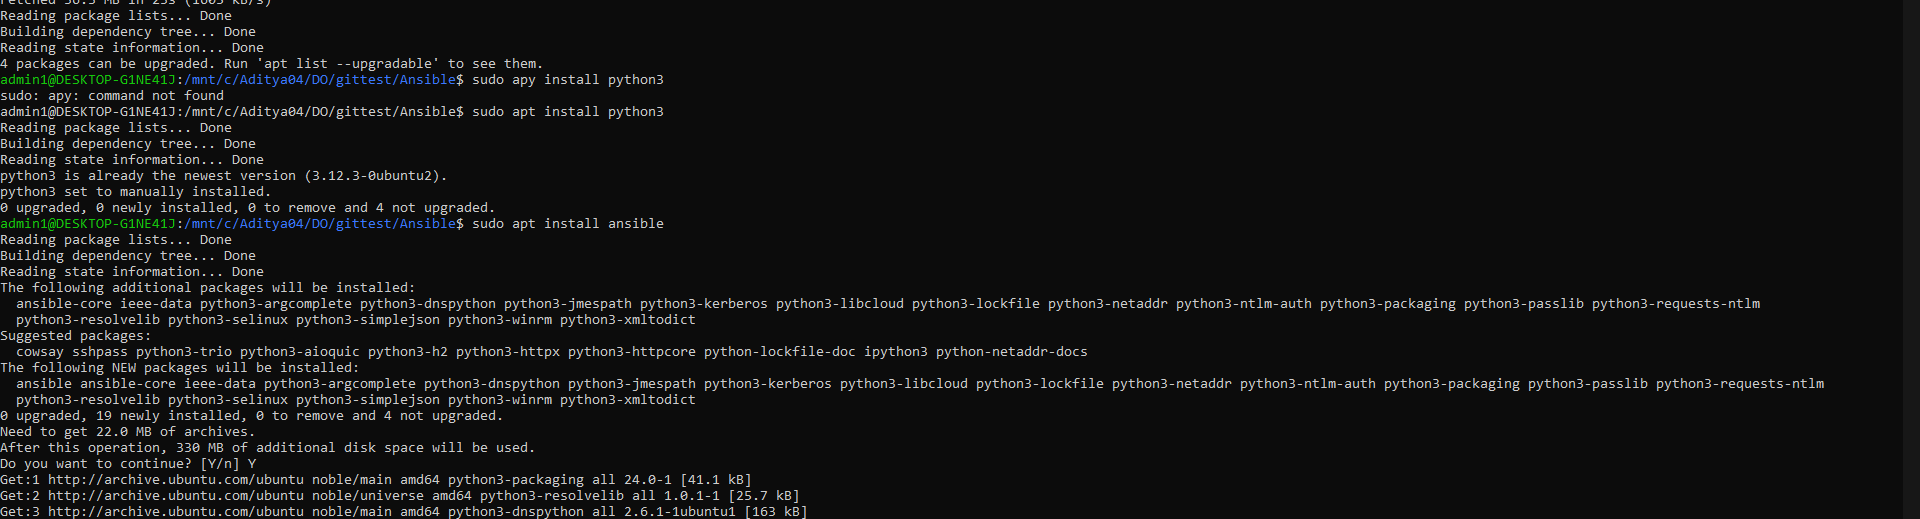 Fetched 36.5 MB in 23s (1605 kB/s)
Reading package lists... Done
Building dependency tree... Done
Reading state information... Done
4 packages can be upgraded. Run 'apt list --upgradable' to see them.
admin1@DESKTOP-G1NE41J:/mnt/c/Aditya04/DO/gittest/Ansible$ sudo apy install python3
sudo: apy: command not found
admin1@DESKTOP-G1NE41J:/mnt/c/Aditya04/DO/gittest/Ansible$ sudo apt install python3
Reading package lists... Done
Building dependency tree... Done
Reading state information... Done
python3 is already the newest version (3.12.3-0ubuntu2).
python3 set to manually installed.
0 upgraded, 0 newly installed, 0 to remove and 4 not upgraded.
admin1@DESKTOP-G1NE41J:/mnt/c/Aditya04/DO/gittest/Ansible$ sudo apt install ansible
Reading package lists... Done
Building dependency tree... Done
Reading state information... Done
The following additional packages will be installed:
  ansible-core ieee-data python3-argcomplete python3-dnspython python3-jmespath python3-kerberos python3-libcloud python3-lockfile python3-netaddr python3-ntlm-auth python3-packaging python3-passlib python3-requests-ntlm
  python3-resolvelib python3-selinux python3-simplejson python3-winrm python3-xmltodict
Suggested packages:
  cowsay sshpass python3-trio python3-aioquic python3-h2 python3-httpx python3-httpcore python-lockfile-doc ipython3 python-netaddr-docs
The following NEW packages will be installed:
  ansible ansible-core ieee-data python3-argcomplete python3-dnspython python3-jmespath python3-kerberos python3-libcloud python3-lockfile python3-netaddr python3-ntlm-auth python3-packaging python3-passlib python3-requests-ntlm
  python3-resolvelib python3-selinux python3-simplejson python3-winrm python3-xmltodict
0 upgraded, 19 newly installed, 0 to remove and 4 not upgraded.
Need to get 22.0 MB of archives.
After this operation, 330 MB of additional disk space will be used.
Do you want to continue? [Y/n] Y
Get:1 http://archive.ubuntu.com/ubuntu noble/main amd64 python3-packaging all 24.0-1 [41.1 kB]
Get:2 http://archive.ubuntu.com/ubuntu noble/universe amd64 python3-resolvelib all 1.0.1-1 [25.7 kB]
Get:3 http://archive.ubuntu.com/ubuntu noble/main amd64 python3-dnspython all 2.6.1-1ubuntu1 [163 kB]